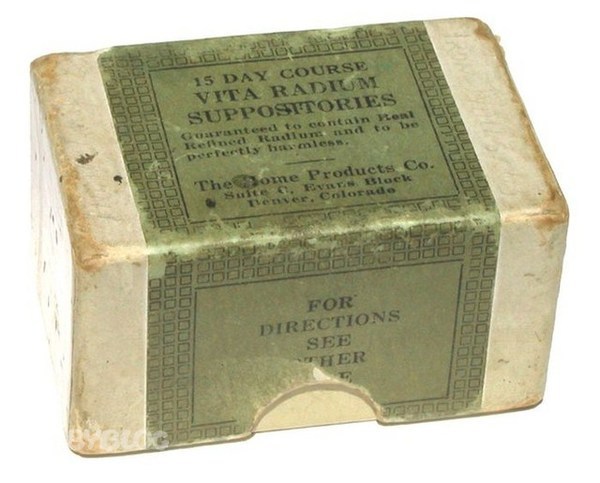 15 DAY COURSE
VITA RADIUM
SUPPOSITORIES
Guaranteed to contain Real
Refined Radium and to be
perfectly harmless.
The Home Products Co.
Suite C. Evans Block
Denver, Colorado
FOR
DIRECTIONS
SEE
OTHER